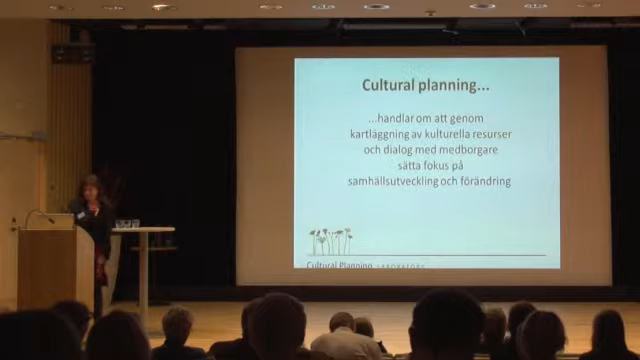 Cultural planning...
...handlar om att genom
kartläggning av kulturella resurser
och dialog med medborgare
sätta fokus på
samhällsutveckling och förändring
Cultural Planning LABORATORY